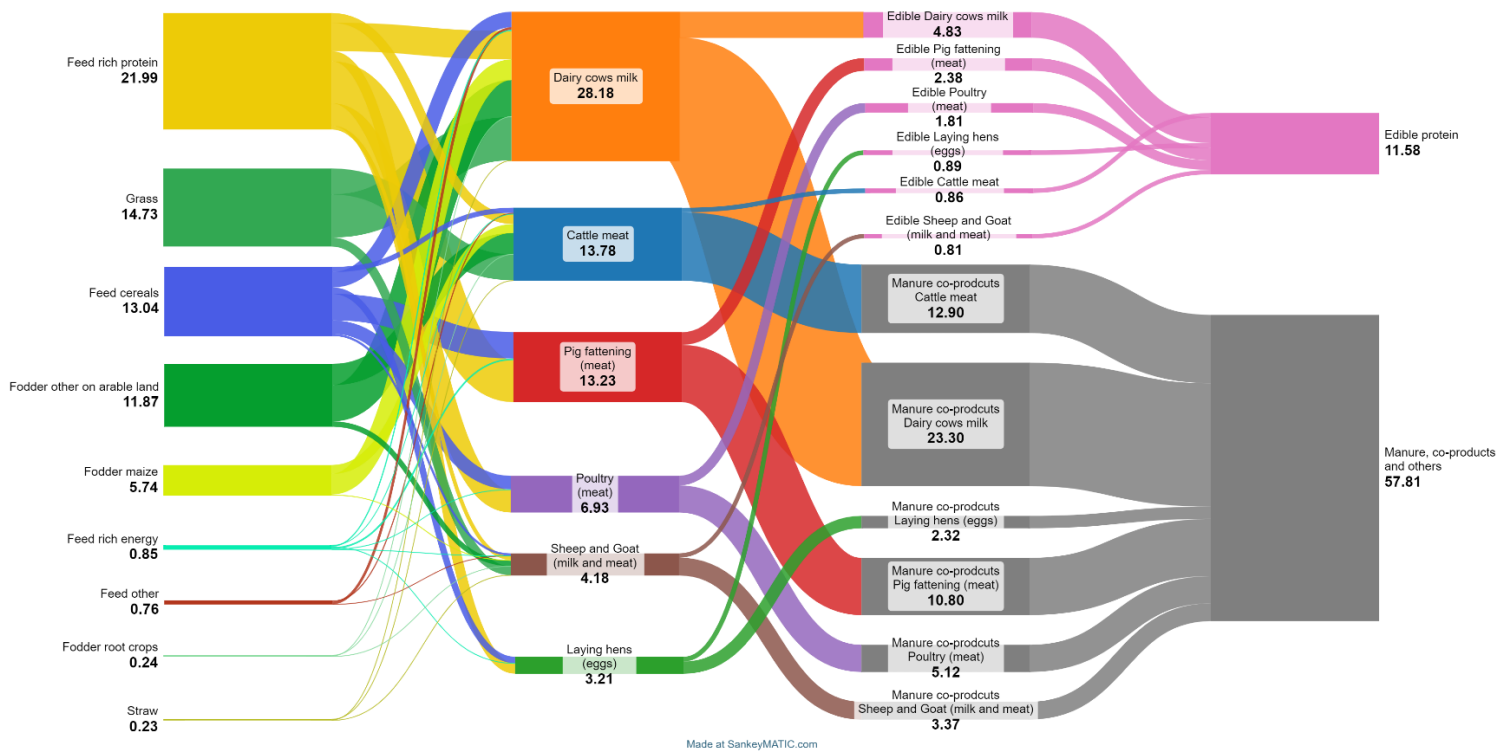 Feed rich protein
21.99
Grass
14.73
Feed cereals
13.04
Fodder other on arable land
11.87
Fodder maize
5.74
Feed rich energy
0.85
Feed other
0.76
Fodder root crops
0.24
Straw
0.23
Dairy cows milk
28.18
Cattle meat
13.78
Pig fattening
(meat)
13.23
Poultry
(meat)
6.93
Sheep and Goat
(milk and meat)
4.18
Laying hens
(eggs)
3.21
Edible Dairy cows milk
4.83
Edible Pig fattening
(meat)
2.38
Edible Poultry
(meat)
1.81
Edible Laying hens
(eggs)
0.89
Edible Cattle meat
0.86
Edible Sheep and Goat
(milk and meat)
0.81
Manure co-prodcuts
Cattle meat
12.90
Manure co-prodcuts
Dairy cows milk
23.30
Manure co-prodcuts
Laying hens (eggs)
2.32
Manure co-prodcuts
Pig fattening (meat)
10.80
Manure co-prodcuts
Poultry (meat)
5.12
Manure co-prodcuts
Sheep and Goat (milk and meat)
3.37
Edible protein
11.58
Manure, co-products
and others
57.81
Made at SankeyMATIC.com